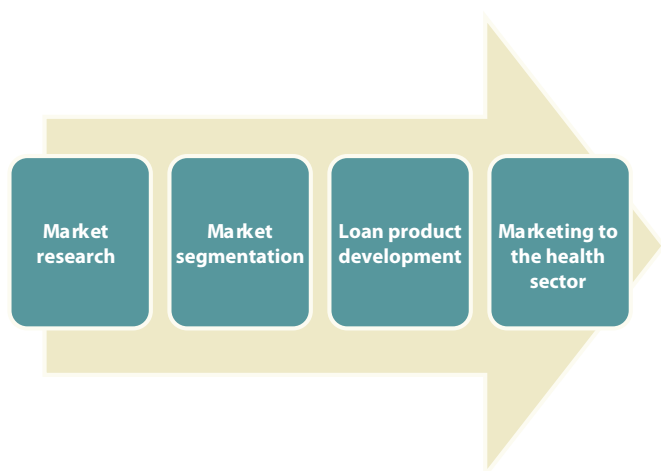 Market
research
Market
segmentation
Loan product
development
Marketing to
the health
sector